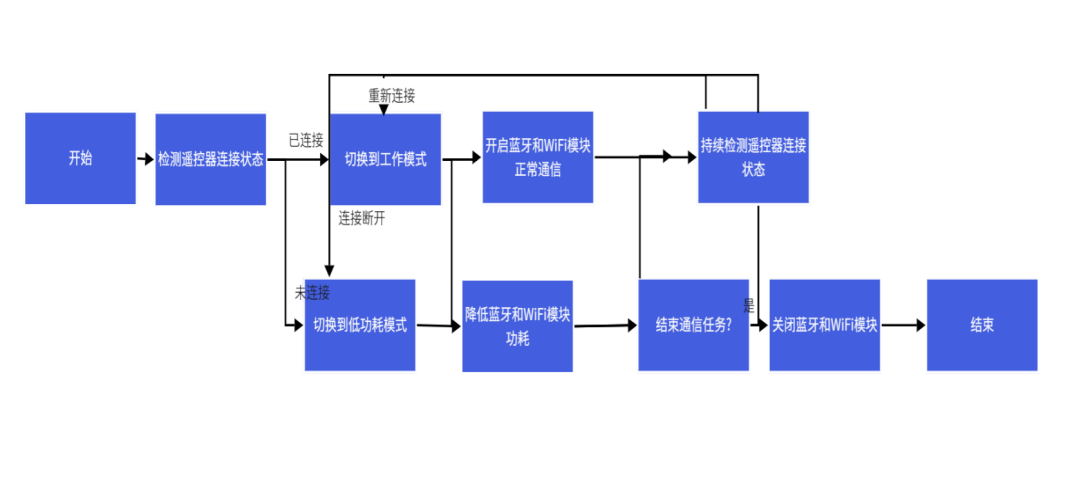 重新连接
开始
检测遥控器连接状态
已连接
切换到工作模式
开启蓝牙和WiFi模块
正常通信
持续检测遥控器连接
状态
连接断开
未连接
切换到低功耗模式
降低蓝牙和WiFi模块
功耗
结束通信任务?
是
关闭蓝牙和WiFi模块
结束